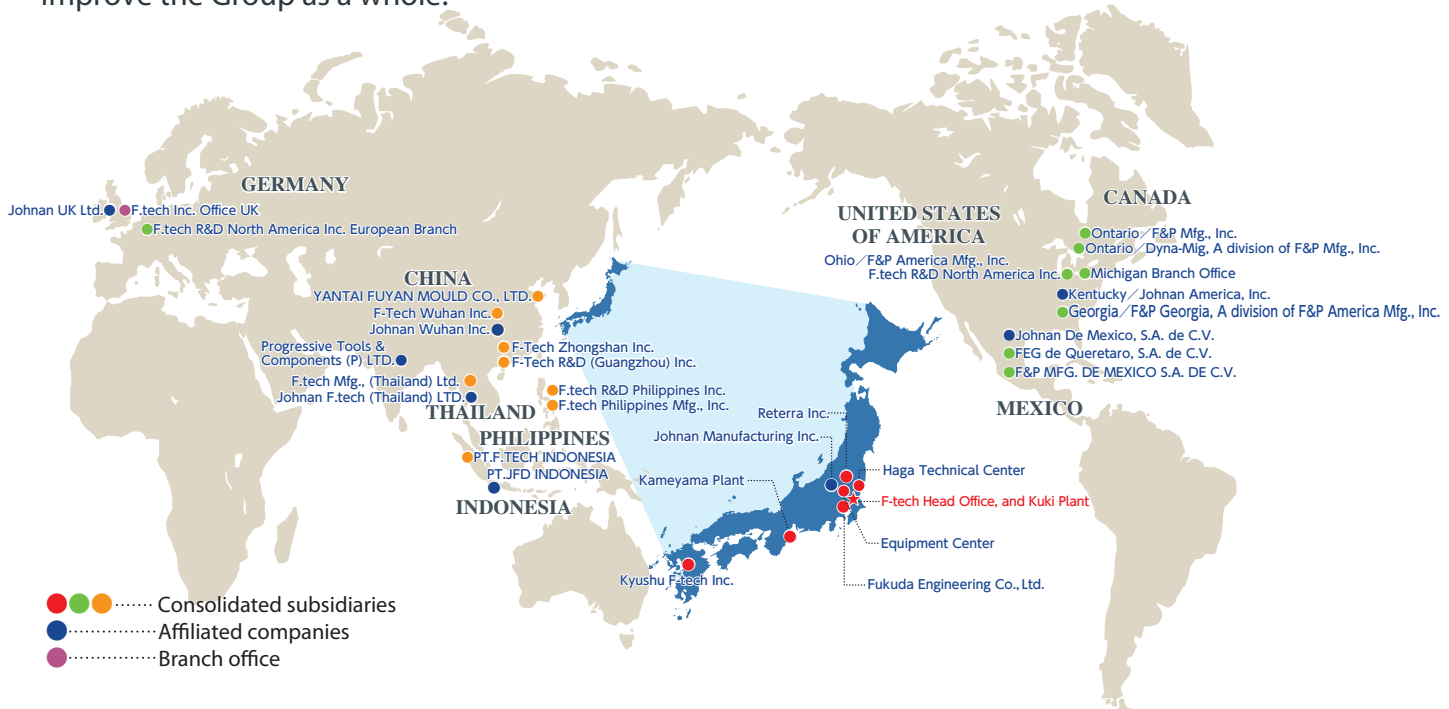 improve the Group as a whole.
GERMANY
Johnan UK Ltd.
F.tech Inc. Office UK
F.tech R&D North America Inc. European Branch
CHINA
YANTAI FUYAN MOULD CO., LTD.
F-Tech Wuhan Inc.
Johnan Wuhan Inc.
F-Tech Zhongshan Inc.
F-Tech R&D (Guangzhou) Inc.
Progressive Tools &
Components (P) LTD.
F.tech Mfg., (Thailand) Ltd.
Johnan F.tech (Thailand) LTD.
THAILAND
F.tech R&D Philippines Inc.
F.tech Philippines Mfg., Inc.
PHILIPPINES
PT.F.TECH INDONESIA
PT.JFD INDONESIA
INDONESIA
Reterra Inc.
Johnan Manufacturing Inc.
Kameyama Plant
Kyushu F-tech Inc.
Haga Technical Center
F-tech Head Office, and Kuki Plant
Equipment Center
Fukuda Engineering Co., Ltd.
UNITED STATES
OF AMERICA
Ohio/F&P America Mfg., Inc.
F.tech R&D North America Inc.
CANADA
Ontario/F&P Mfg., Inc.
Ontario/Dyna-Mig, A division of F&P Mfg., Inc.
Michigan Branch Office
Kentucky/Johnan America, Inc.
Georgia/F&P Georgia, A division of F&P America Mfg., Inc.
Johnan De Mexico, S.A. de C.V.
FEG de Queretaro, S.A. de C.V.
F&P MFG. DE MEXICO S.A. DE C.V.
MEXICO
Consolidated subsidiaries
Affiliated companies
Branch office